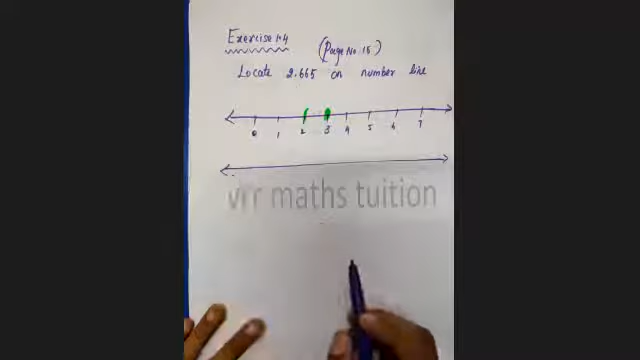 Exercise 1.4
(Page No. 15)
Locate 2.665 on number line
0 1 2 3 4 5 6 7
vrr maths tuition